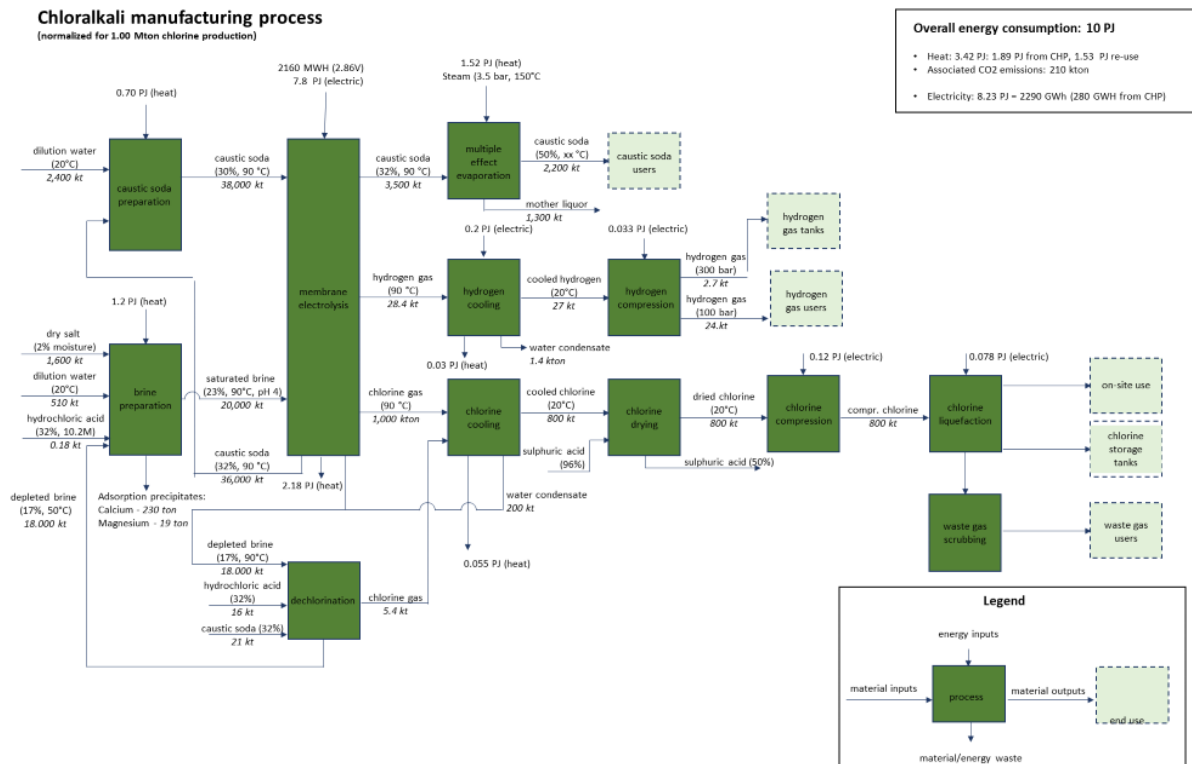 Chloralkali manufacturing process
(normalized for 1.00 Mton chlorine production)
Overall energy consumption: 10 PJ
• Heat: 3.42 PJ: 1.89 PJ from CHP, 1.53 PJ re-use
• Associated CO2 emissions: 210 kton
• Electricity: 8.23 PJ = 2290 GWh (280 GWH from CHP)
0.70 PJ (heat)
2160 MWH (2.86V)
7.8 PJ (electric)
1.52 PJ (heat)
Steam (3.5 bar, 150°C
dilution water
(20°C)
2,400 kt
caustic soda
preparation
caustic soda
(30%, 90 °C)
38,000 kt
membrane
electrolysis
caustic soda
(32%, 90 °C)
3,500 kt
multiple
effect
evaporation
caustic soda
(50%, xx °C)
2,200 kt
caustic soda
users
mother liquor
1,300 kt
0.2 PJ (electric)
0.033 PJ (electric)
hydrogen gas
(90 °C)
28.4 kt
hydrogen
cooling
cooled hydrogen
(20°C)
27 kt
hydrogen
compression
hydrogen gas
(300 bar)
2.7 kt
hydrogen gas
(100 bar)
24.kt
hydrogen
gas tanks
hydrogen
gas users
water condensate
1.4 kton
0.03 PJ (heat)
1.2 PJ (heat)
dry salt
(2% moisture)
1,600 kt
dilution water
(20°C)
510 kt
hydrochloric acid
(32%, 10.2M)
0.18 kt
brine
preparation
saturated brine
(23%, 90°C, pH 4)
20,000 kt
caustic soda
(32%, 90 °C)
36,000 kt
2.18 PJ (heat)
depleted brine
(17%, 50°C)
18.000 kt
Adsorption precipitates:
Calcium - 230 ton
Magnesium - 19 ton
chlorine gas
(90 °C)
1,000 kton
chlorine
cooling
cooled chlorine
(20°C)
800 kton
sulphuric acid
(96%)
chlorine
drying
dried chlorine
(20°C)
800 kt
sulphuric acid (50%)
0.12 PJ (electric)
chlorine
compression
compr. chlorine
800 kt
0.078 PJ (electric)
chlorine
liquefaction
on-site use
chlorine
storage
tanks
waste gas
scrubbing
waste gas
users
water condensate
200 kt
0.055 PJ (heat)
depleted brine
(17%, 90°C)
18.000 kt
hydrochloric acid
(32%)
16 kt
caustic soda (32%)
21 kt
dechlorination
chlorine gas
5.4 kt
Legend
energy inputs
material inputs
process
material outputs
end use
material/energy waste